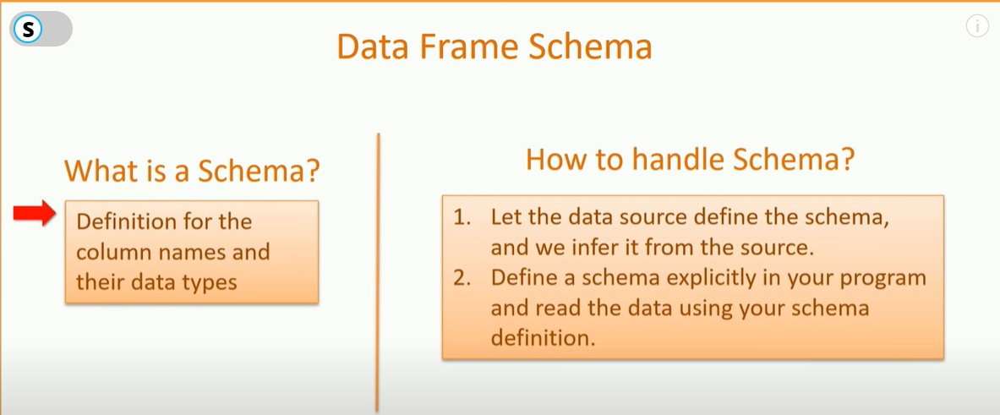 S
i
Data Frame Schema
What is a Schema?
Definition for the
column names and
their data types
How to handle Schema?
1. Let the data source define the schema,
and we infer it from the source.
2. Define a schema explicitly in your program
and read the data using your schema
definition.